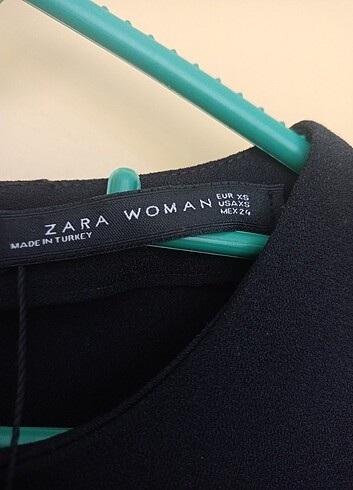 ZARA WOMAN
MADE IN TURKEY
EUR XS
USA XS
MEX 24